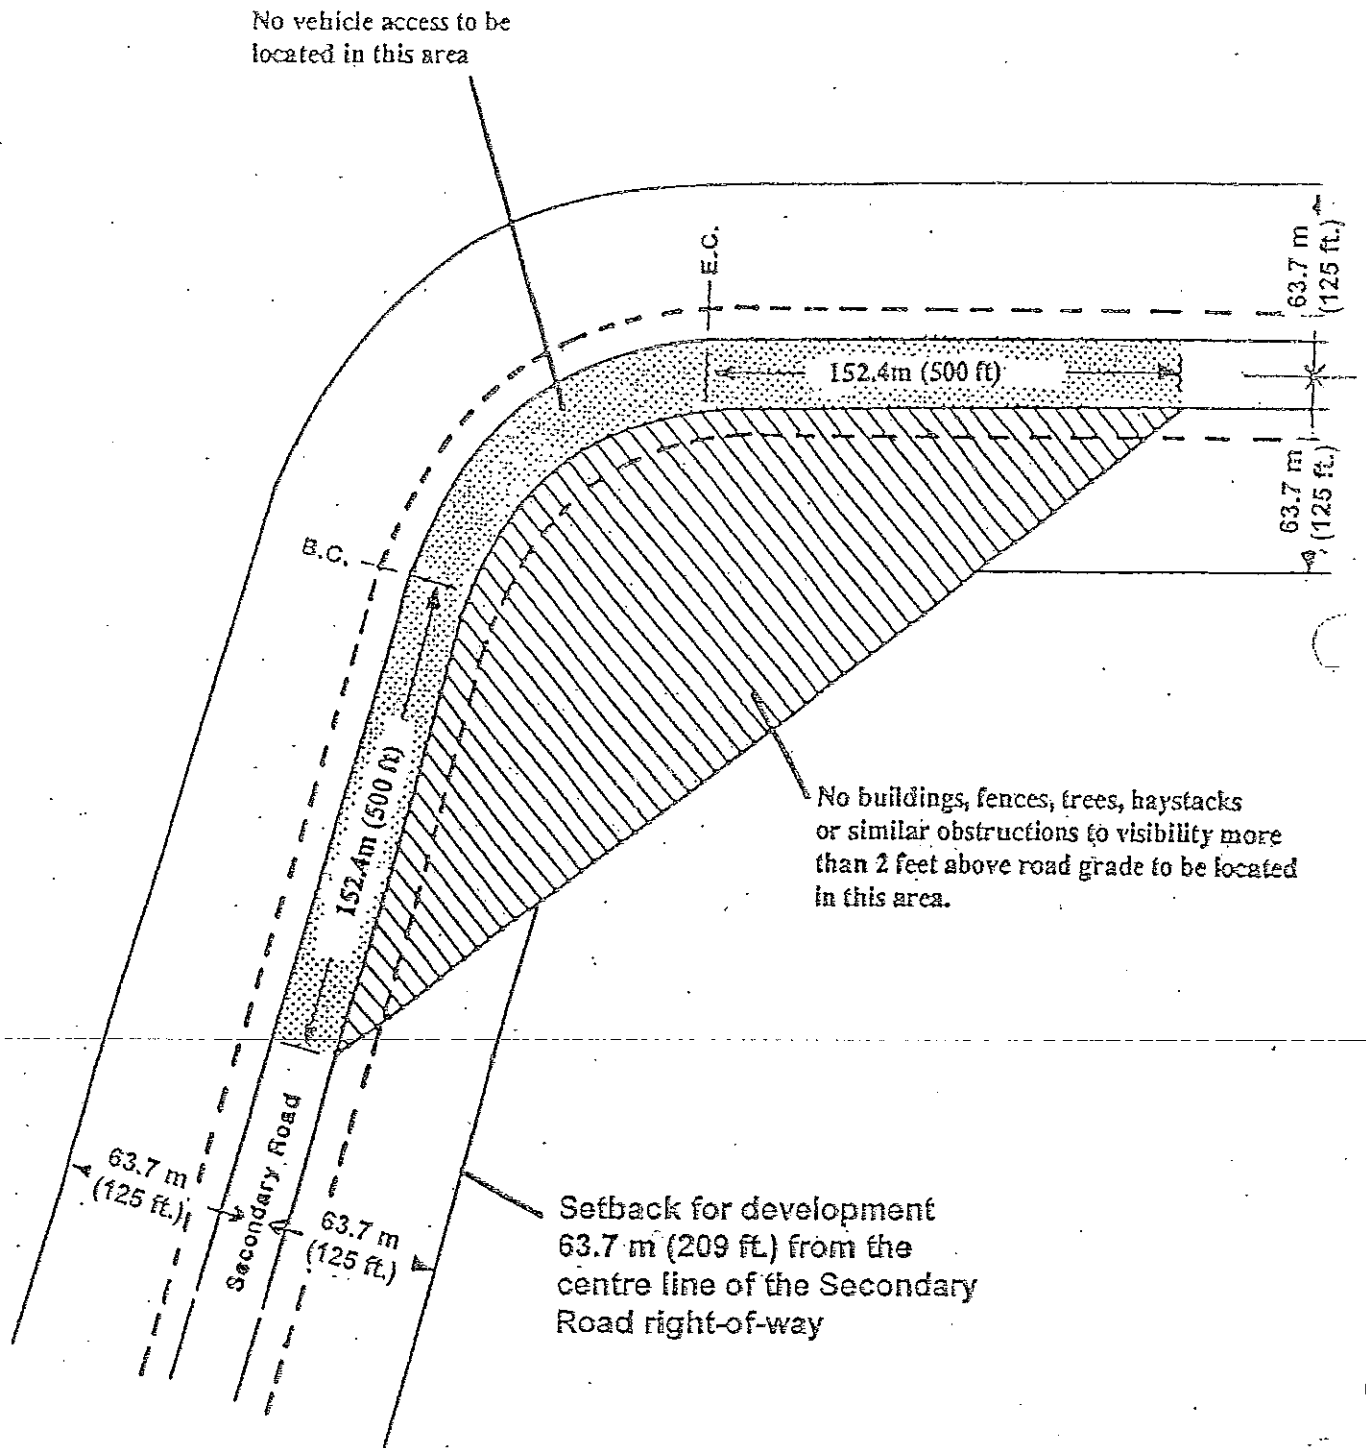 No vehicle access to be
located in this area
E.C.
63.7 m
(125 ft.)
152.4m (500 ft)
63.7 m
(125 ft.)
B.C.
152.4m (500 ft)
No buildings, fences, trees, haystacks
or similar obstructions to visibility more
than 2 feet above road grade to be located
in this area.
63.7 m
(125 ft.)
Secondary Road
63.7 m
(125 ft.)
Setback for development
63.7 m (209 ft.) from the
centre line of the Secondary
Road right-of-way